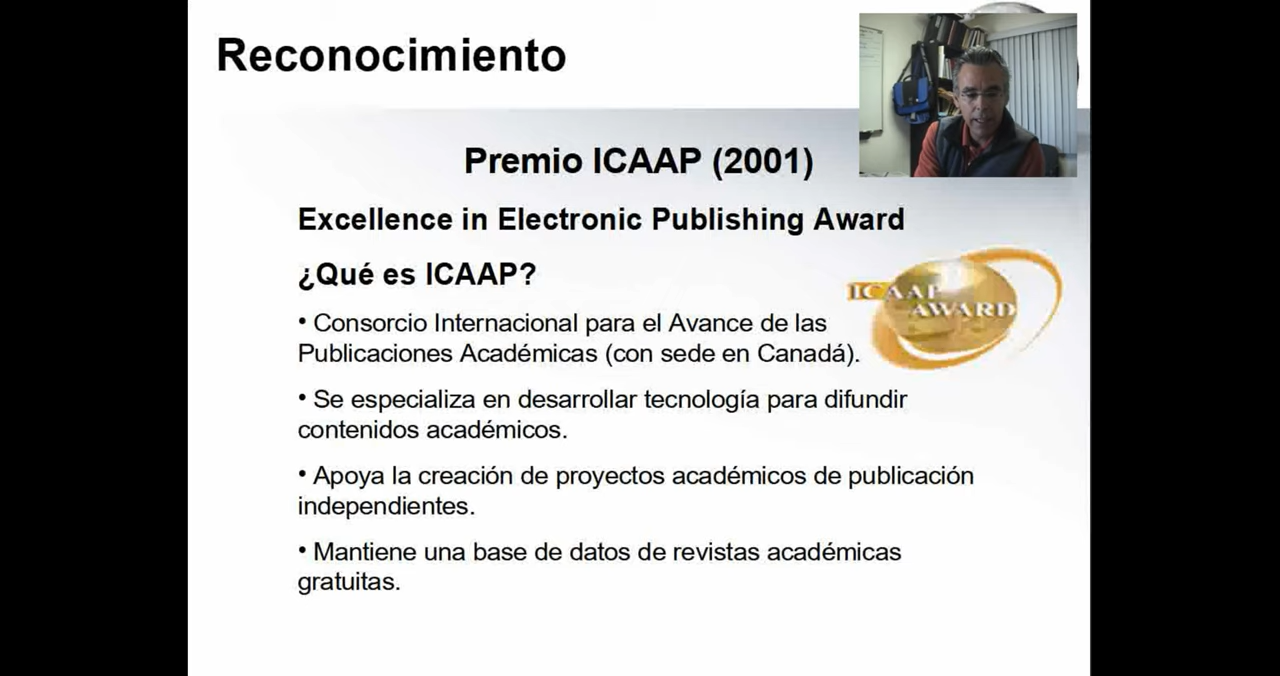 Reconocimiento
Premio ICAAP (2001)
Excellence in Electronic Publishing Award
¿Qué es ICAAP?
ICAAP
AWARD
• Consorcio Internacional para el Avance de las
Publicaciones Académicas (con sede en Canadá).
• Se especializa en desarrollar tecnología para difundir
contenidos académicos.
• Apoya la creación de proyectos académicos de publicación
independientes.
• Mantiene una base de datos de revistas académicas
gratuitas.